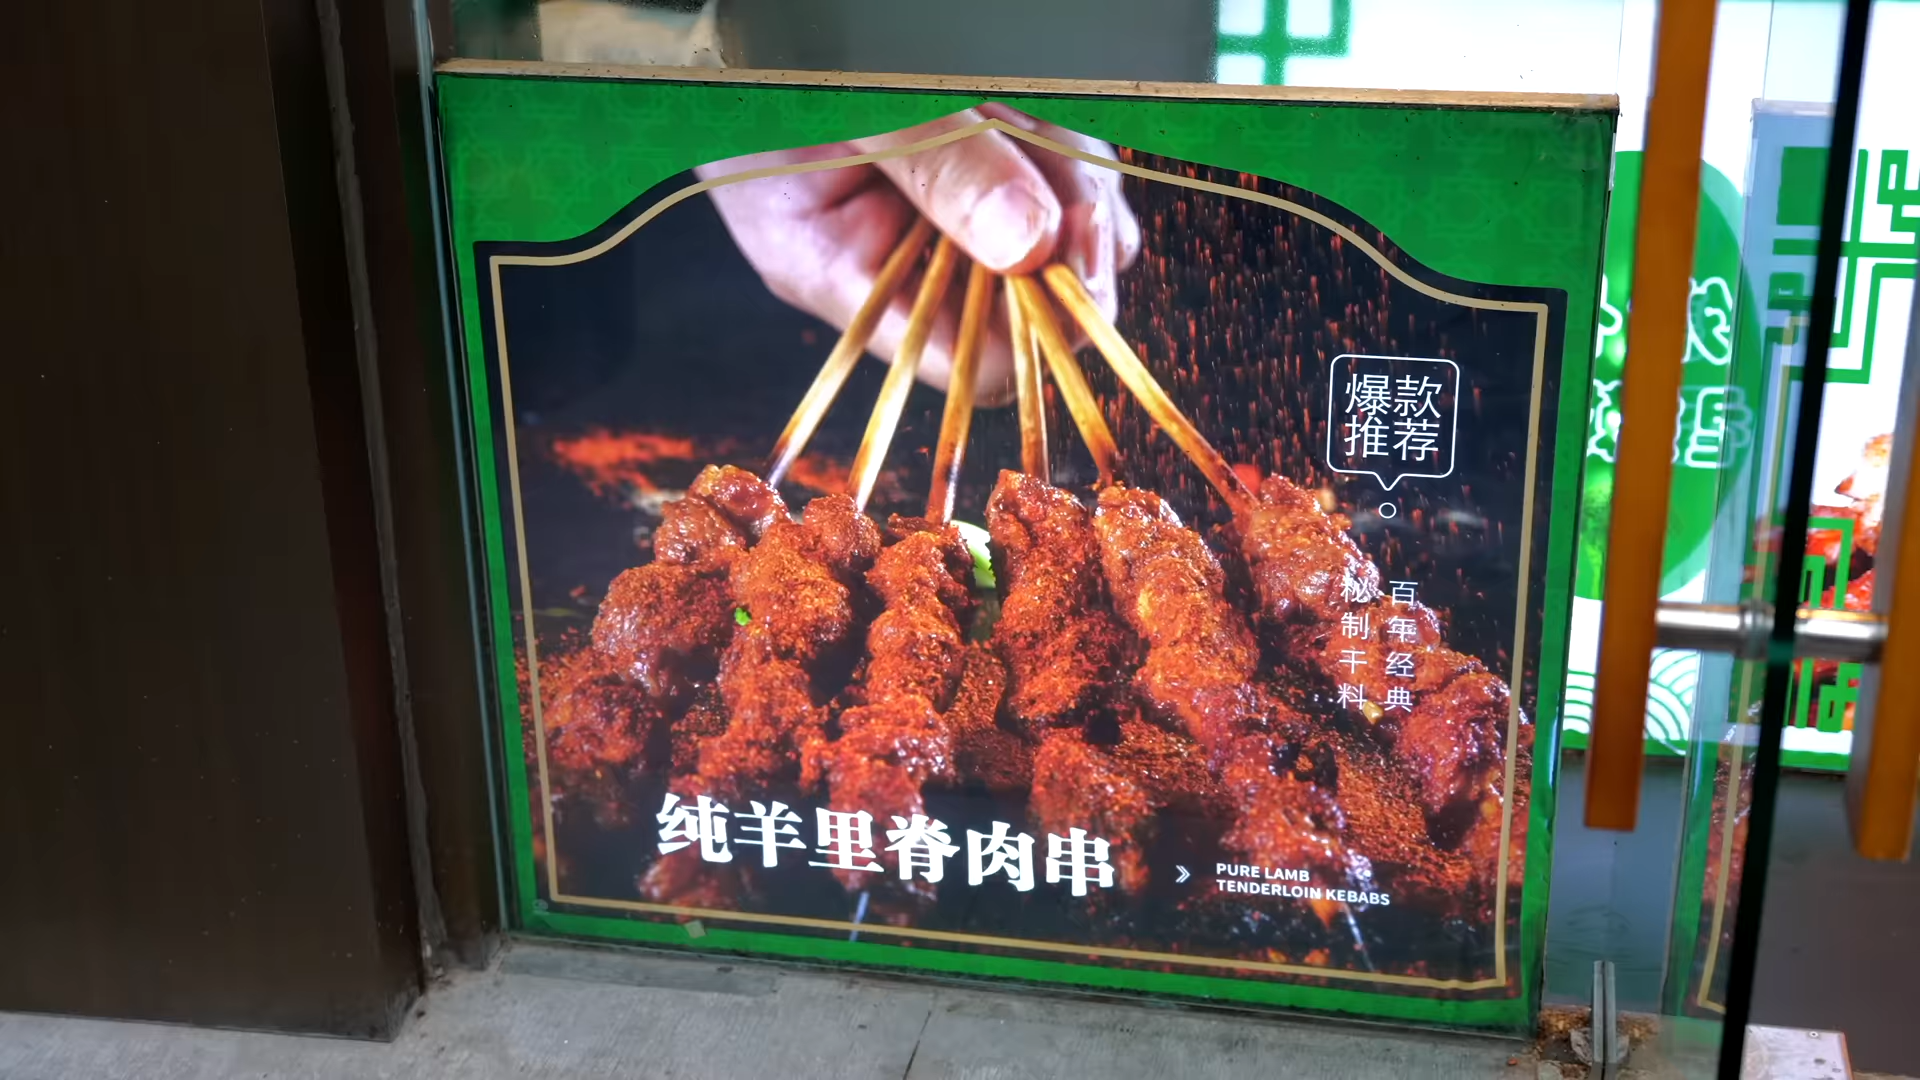 爆款
推荐
百年经典
秘制干料
纯羊里脊肉串
PURE LAMB
TENDERLOIN KEBABS